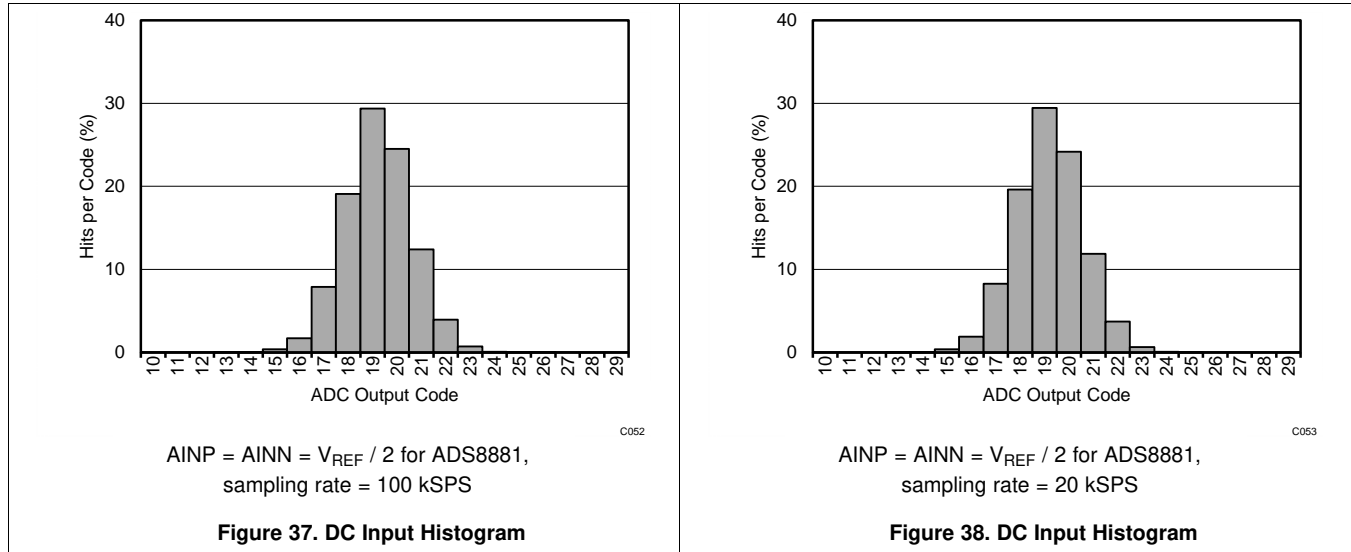 40
30
20
10
0
Hits per Code (%)
10 11 12 13 14 15 16 17 18 19 20 21 22 23 24 25 26 27 28 29
ADC Output Code
C052
AINP = AINN = VREF / 2 for ADS8881,
sampling rate = 100 kSPS
Figure 37. DC Input Histogram
40
30
20
10
0
Hits per Code (%)
10 11 12 13 14 15 16 17 18 19 20 21 22 23 24 25 26 27 28 29
ADC Output Code
C053
AINP = AINN = VREF / 2 for ADS8881,
sampling rate = 20 kSPS
Figure 38. DC Input Histogram